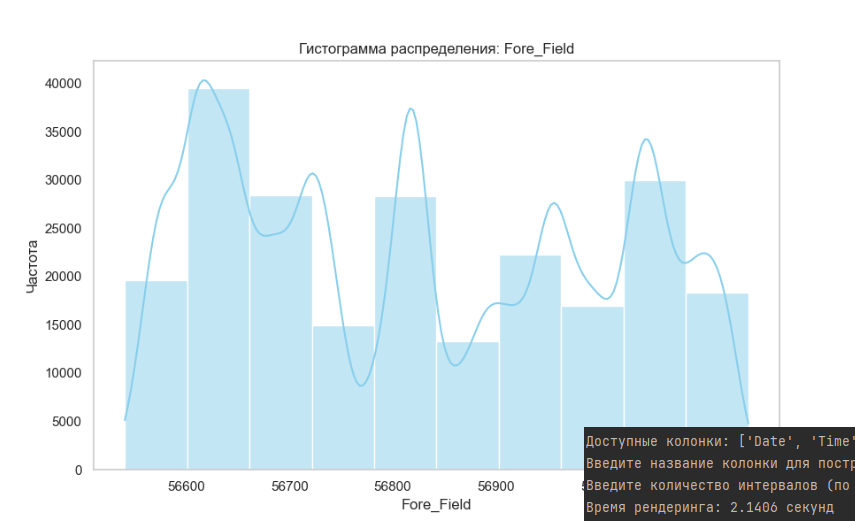 Гистограмма распределения: Fore_Field
Частота
40000
35000
30000
25000
20000
15000
10000
5000
0
56600 56700 56800 56900
Fore_Field
Доступные колонки: ['Date', 'Time'
Введите название колонки для постр
Введите количество интервалов (по
Время рендеринга: 2.1406 секунд